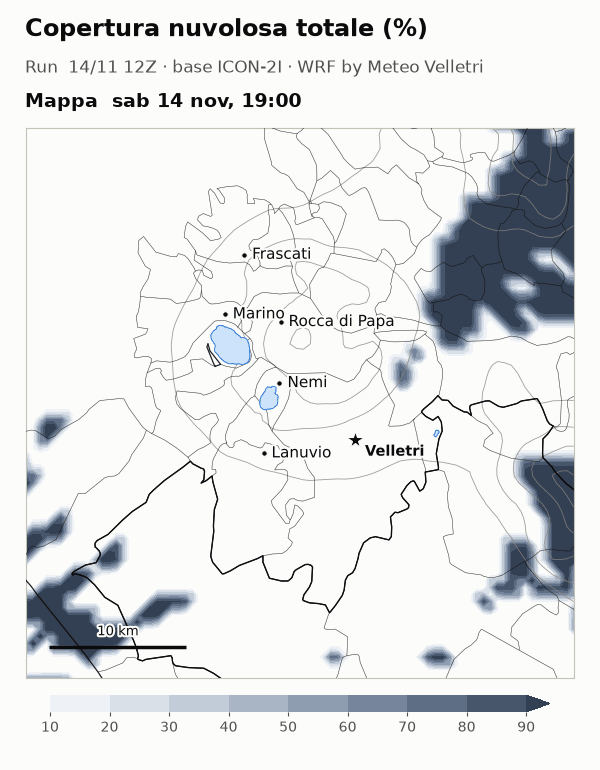 Copertura nuvolosa totale (%)
Run  14/11 12Z · base ICON-2I · WRF by Meteo Velletri
Mappa  sab 14 nov, 19:00
Frascati
Marino
Rocca di Papa
Nemi
Velletri
Lanuvio
10 km
10 20 30 40 50 60 70 80 90